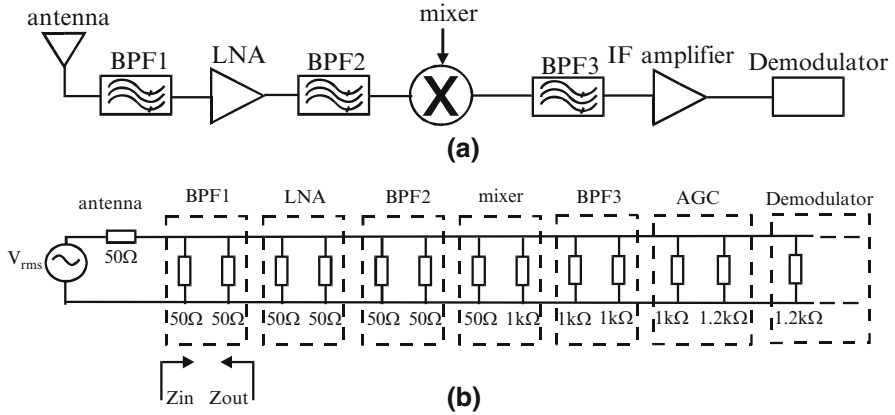 mixer
antenna
BPF1 LNA BPF2 BPF3 IF amplifier Demodulator
X
(a)
antenna BPF1 LNA BPF2 mixer BPF3 AGC Demodulator
Vrms
50Ω
50Ω 50Ω 50Ω 50Ω 50Ω 50Ω 50Ω 1kΩ 1kΩ 1kΩ 1kΩ 1.2kΩ 1.2kΩ
Zin Zout
(b)